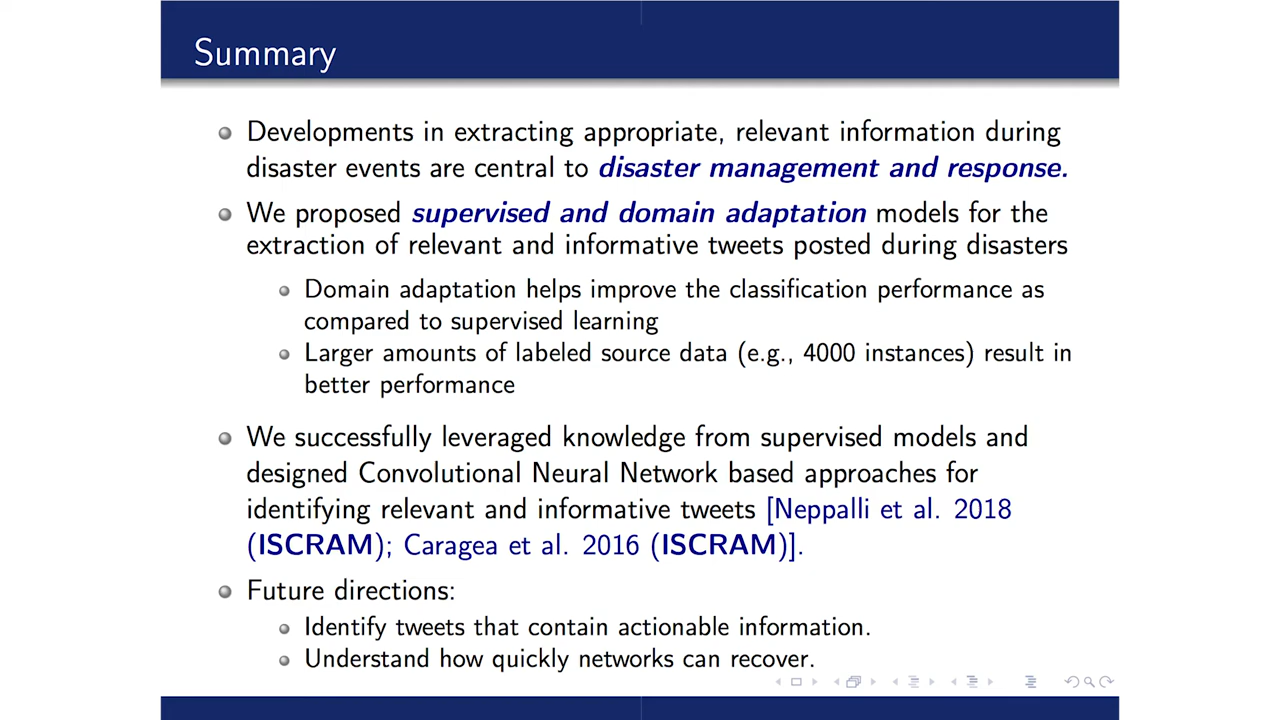 Summary
Developments in extracting appropriate, relevant information during
disaster events are central to disaster management and response.
We proposed supervised and domain adaptation models for the
extraction of relevant and informative tweets posted during disasters
Domain adaptation helps improve the classification performance as
compared to supervised learning
Larger amounts of labeled source data (e.g., 4000 instances) result in
better performance
We successfully leveraged knowledge from supervised models and
designed Convolutional Neural Network based approaches for
identifying relevant and informative tweets [Neppalli et al. 2018
(ISCRAM); Caragea et al. 2016 (ISCRAM)].
Future directions:
Identify tweets that contain actionable information.
Understand how quickly networks can recover.